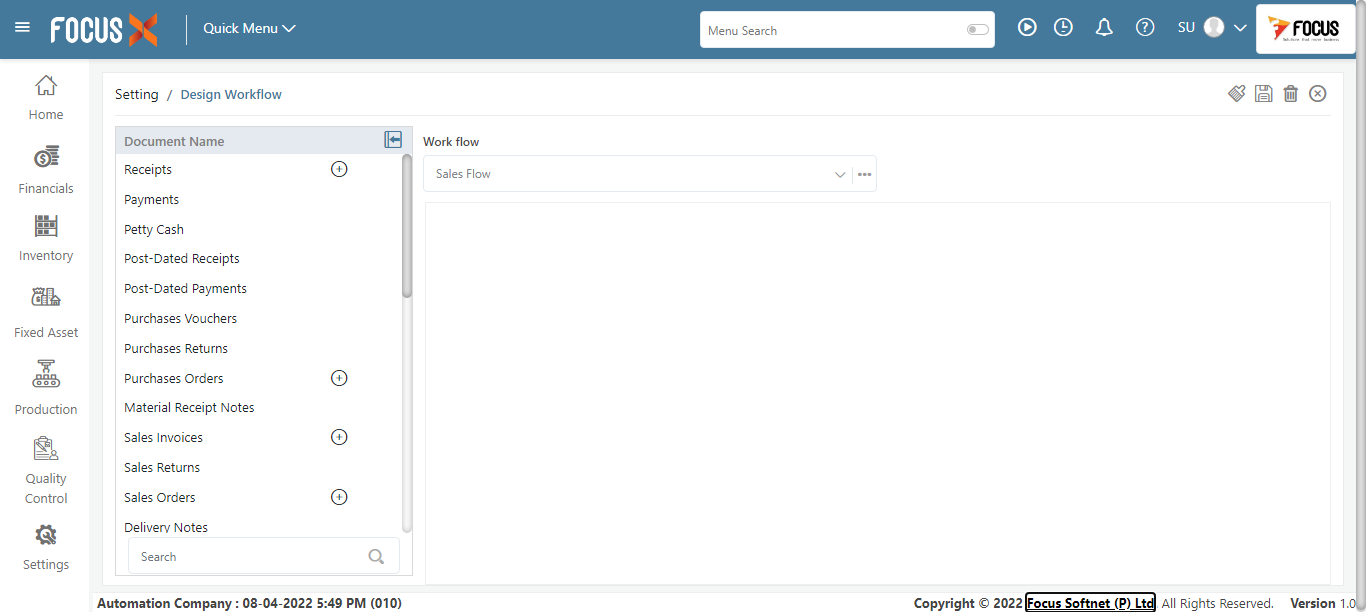 FOCUS X
Quick Menu
Menu Search
SU
FOCUS
Home
Financials
Inventory
Fixed Asset
Production
Quality
Control
Settings
Setting / Design Workflow
Document Name
Receipts
Payments
Petty Cash
Post-Dated Receipts
Post-Dated Payments
Purchases Vouchers
Purchases Returns
Purchases Orders
Material Receipt Notes
Sales Invoices
Sales Returns
Sales Orders
Delivery Notes
Search
Work flow
Sales Flow
Automation Company : 08-04-2022 5:49 PM (010)
Copyright © 2022 Focus Softnet (P) Ltd. All Rights Reserved. Version 1.0